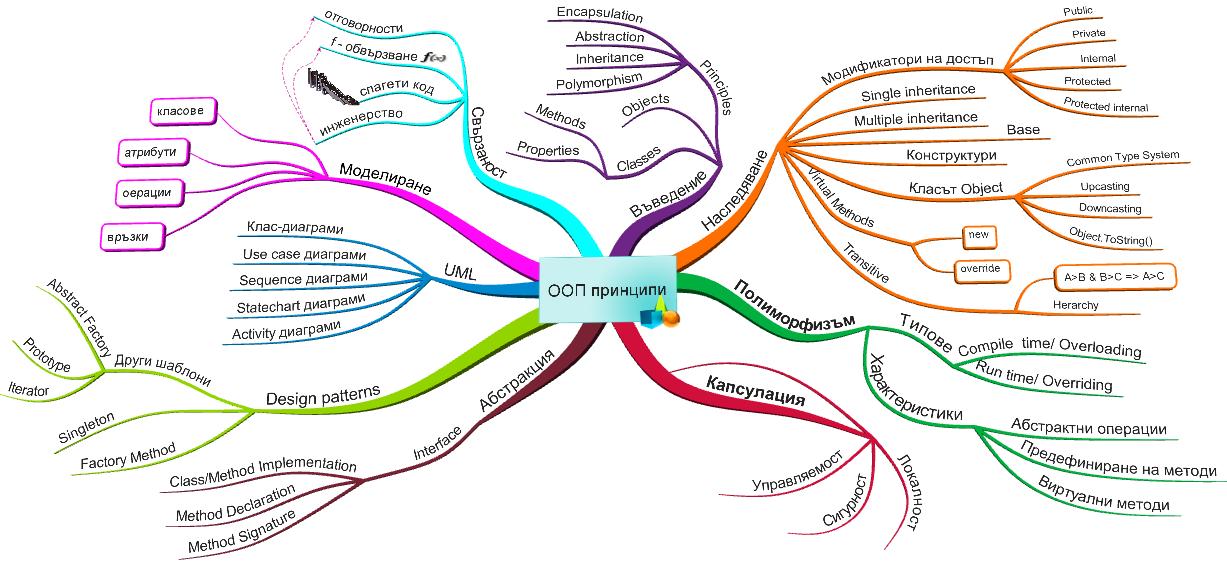 ООП принципи
Въведение
Principles
Encapsulation
Abstraction
Inheritance
Polymorphism
Objects
Classes
Methods
Properties
Наследяване
Модификатори на достъп
Public
Private
Internal
Protected
Protected internal
Single inheritance
Multiple inheritance
Base
Конструктури
Класът Object
Common Type System
Upcasting
Downcasting
Object.ToString()
Virtual Methods
new
override
Transitive
A>B & B>C => A>C
Herarchy
Полиморфизъм
Типове
Compile time/ Overloading
Run time/ Overriding
Характеристики
Абстрактни операции
Предефиниране на методи
Виртуални методи
Капсулация
Локалност
Сигурност
Управляемост
Абстракция
Interface
Class/Method Implementation
Method Declaration
Method Signature
Design patterns
Други шаблони
Abstract Factory
Prototype
Iterator
Singleton
Factory Method
UML
Клас-диаграми
Use case диаграми
Sequence диаграми
Statechart диаграми
Activity диаграми
Моделиране
класове
атрибути
оерации
връзки
Свързаност
отговорности
f - обвързване f(x)
спагети код
инженерство